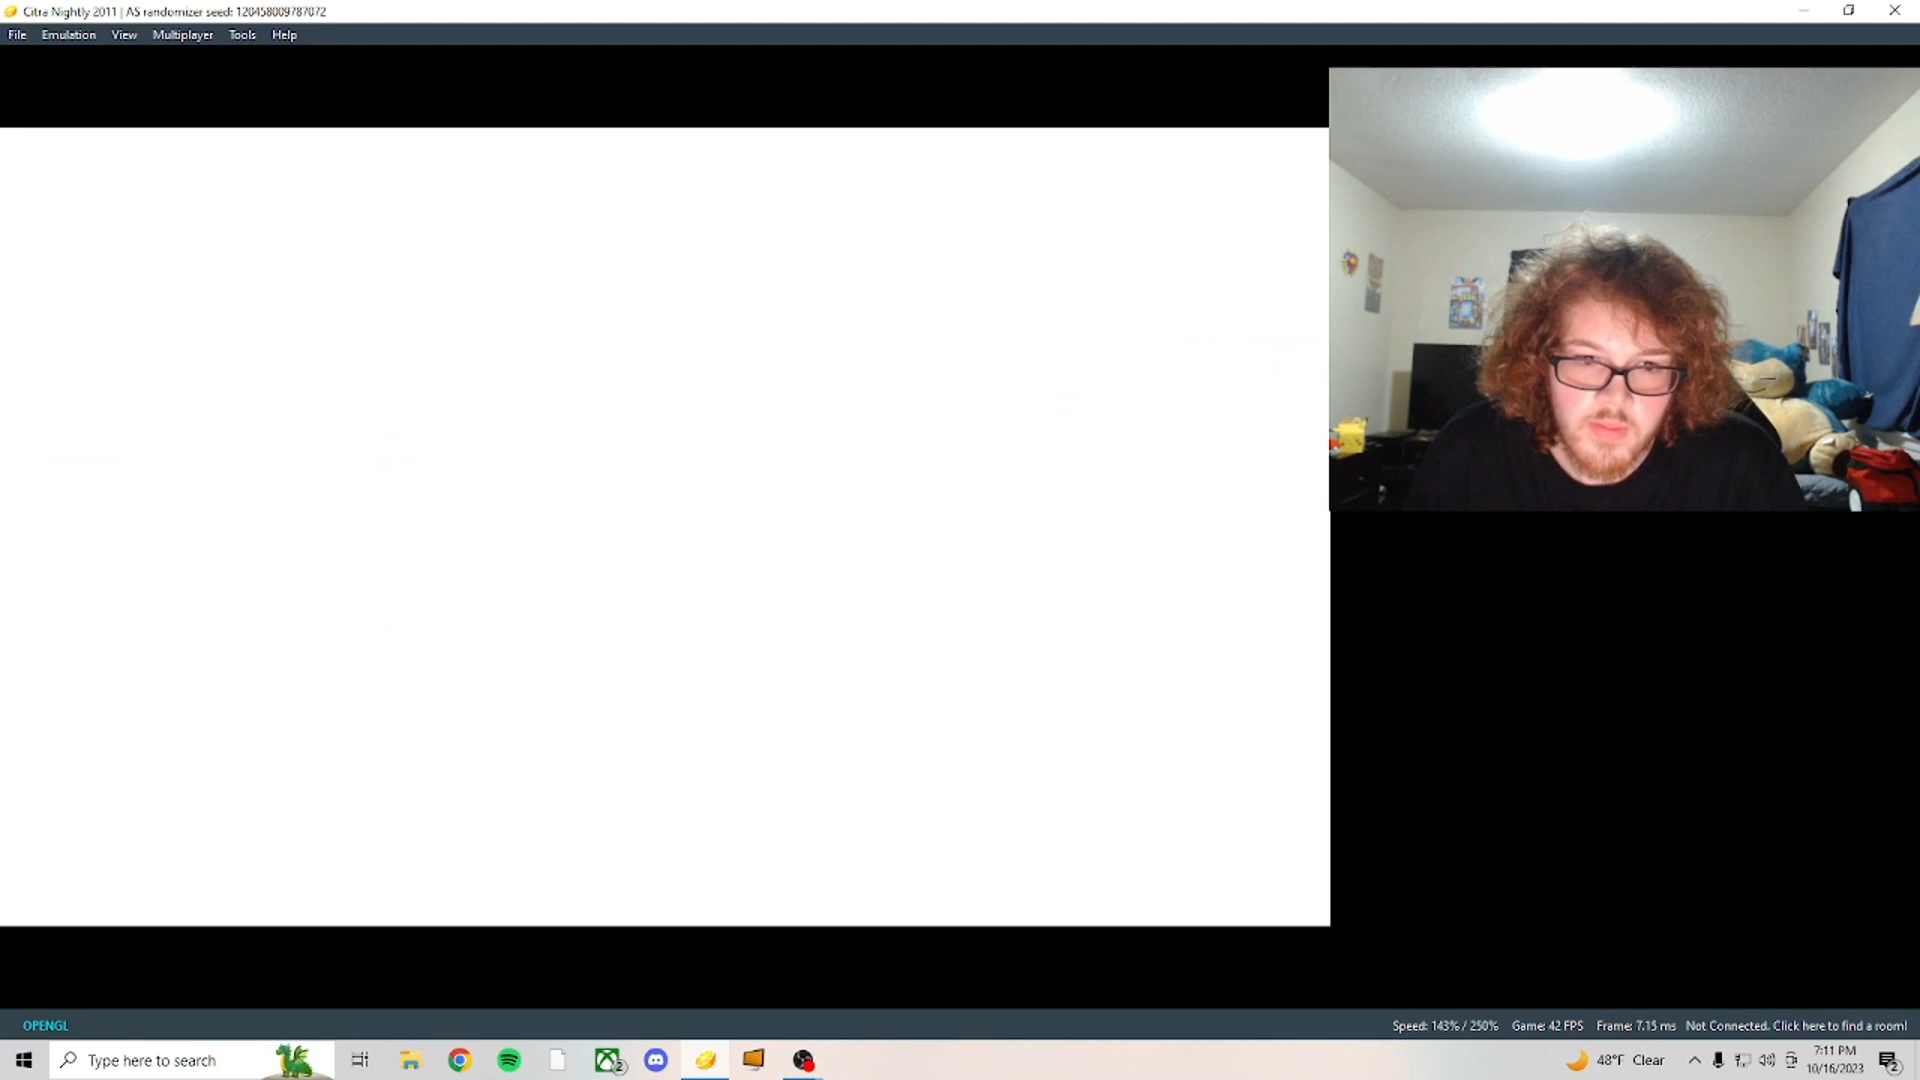 Citra Nightly 2011 | AS randomizer seed: 120458009787072
File Emulation View Multiplayer Tools Help
OPENGL
Speed: 143% / 250% Game: 42 FPS Frame: 7.15 ms Not Connected. Click here to find a room!
Type here to search
2
48°F Clear
7:11 PM
10/16/2023
2